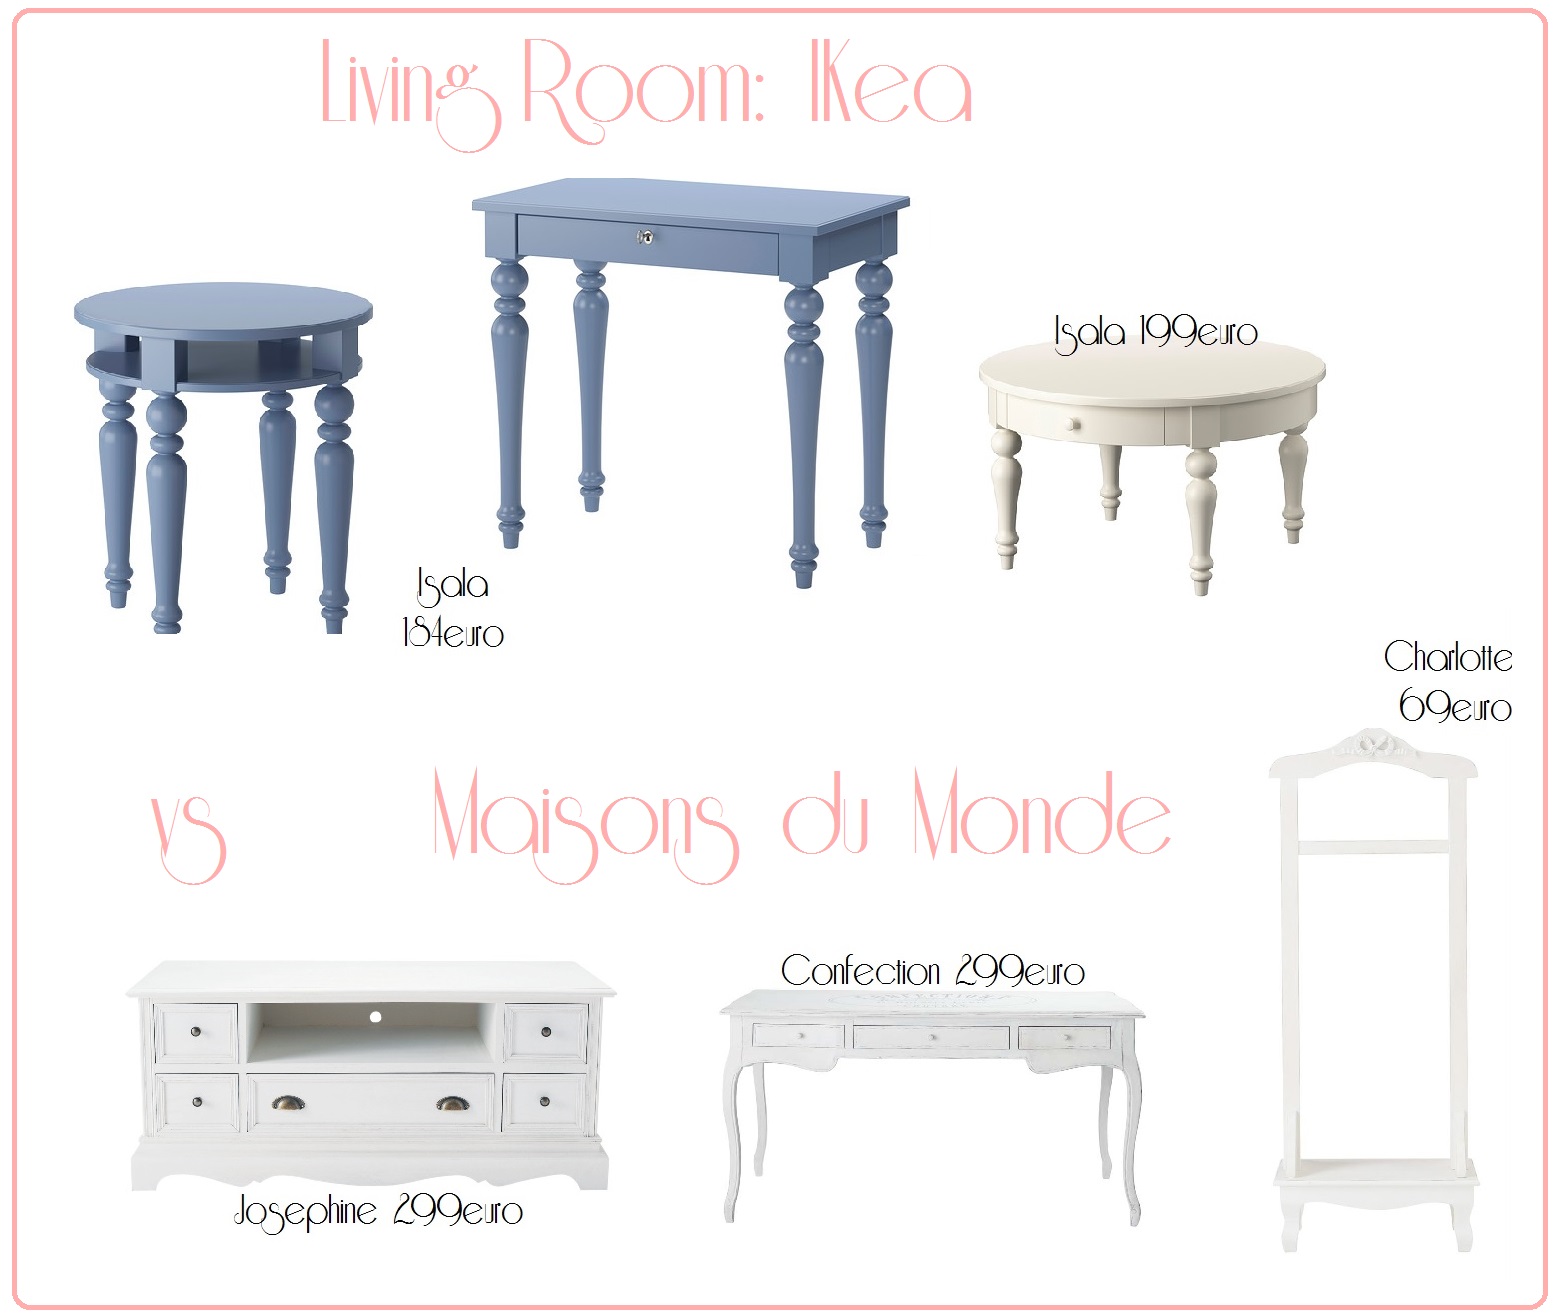 Living Room: IKea
Isala 199euro
Isala
184euro
Charlotte
69euro
vs Maisons du Monde
Confection 299euro
Josephine 299euro